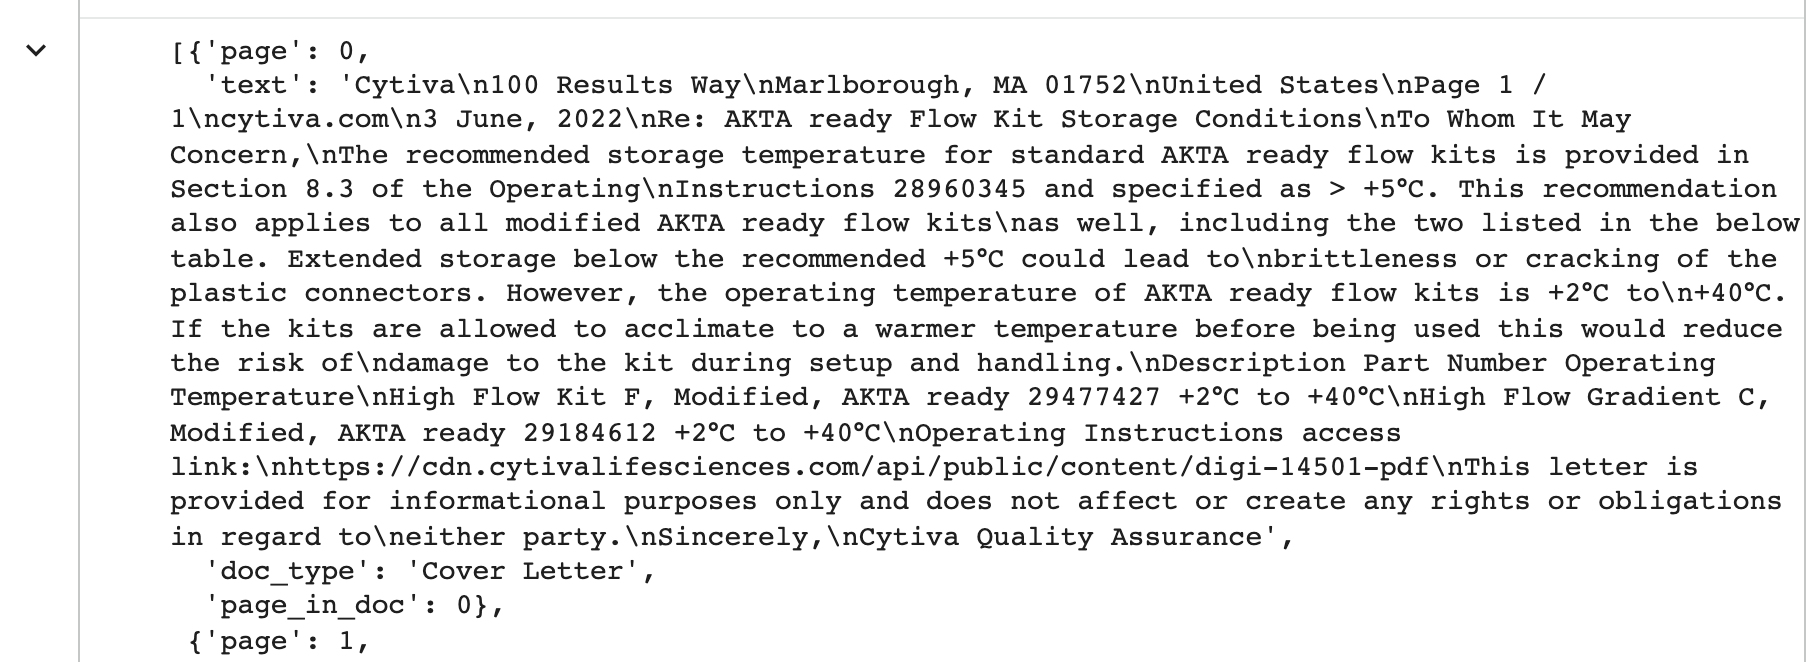 [{'page': 0,
'text': 'Cytiva\n100 Results Way\nMarlborough, MA 01752\nUnited States\nPage 1 /
1\ncytiva.com\n3 June, 2022\nRe: AKTA ready Flow Kit Storage Conditions\nTo Whom It May
Concern,\nThe recommended storage temperature for standard AKTA ready flow kits is provided in
Section 8.3 of the Operating\nInstructions 28960345 and specified as > +5°C. This recommendation
also applies to all modified AKTA ready flow kits\nas well, including the two listed in the below
table. Extended storage below the recommended +5°C could lead to\nbrittleness or cracking of the
plastic connectors. However, the operating temperature of AKTA ready flow kits is +2°C to\n+40°C.
If the kits are allowed to acclimate to a warmer temperature before being used this would reduce
the risk of\ndamage to the kit during setup and handling.\nDescription Part Number Operating
Temperature\nHigh Flow Kit F, Modified, AKTA ready 29477427 +2°C to +40°C\nHigh Flow Gradient C,
Modified, AKTA ready 29184612 +2°C to +40°C\nOperating Instructions access
link:\nhttps://cdn.cytivalifesciences.com/api/public/content/digi-14501-pdf\nThis letter is
provided for informational purposes only and does not affect or create any rights or obligations
in regard to\neither party.\nSincerely,\nCytiva Quality Assurance',
'doc_type': 'Cover Letter',
'page_in_doc': 0},
{'page': 1,